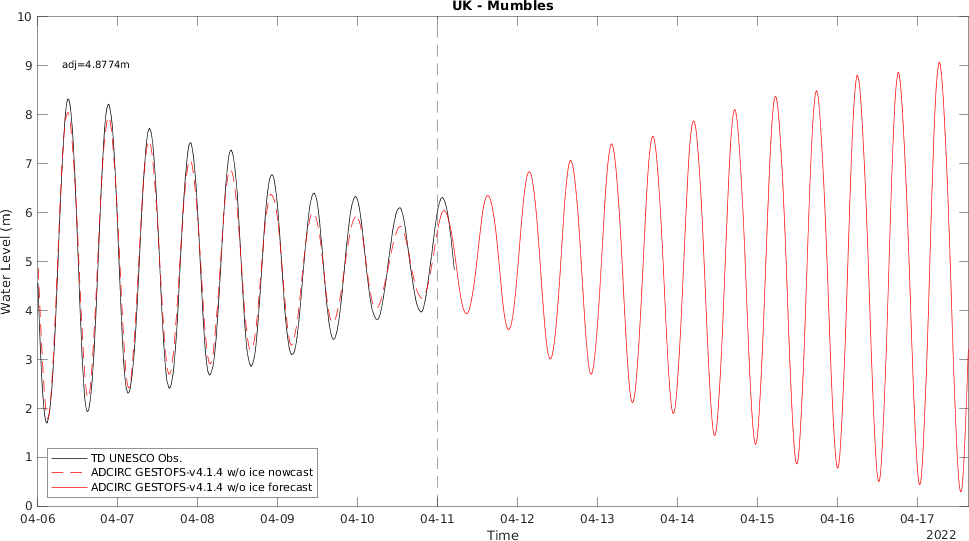 UK - Mumbles
10
9
8
7
6
5
4
3
2
1
0
Water Level (m)
adj=4.8774m
TD UNESCO Obs.
ADCIRC GESTOFS-v4.1.4 w/o ice nowcast
ADCIRC GESTOFS-v4.1.4 w/o ice forecast
04-06 04-07 04-08 04-09 04-10 04-11 04-12 04-13 04-14 04-15 04-16 04-17
Time
2022